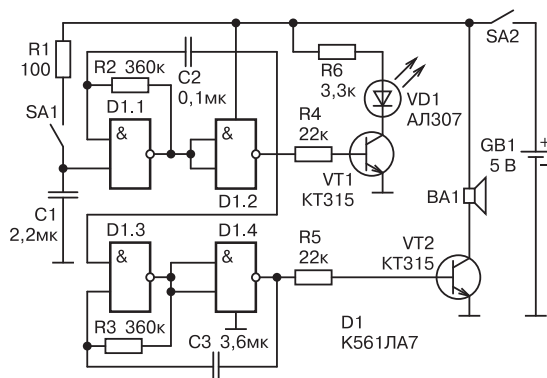 R1
100
SA1
C1
2,2мк
R2 360к
D1.1
&
C2
0,1мк
&
D1.2
R6
3,3к
VD1
АЛ307
R4
22к
VT1
КТ315
SA2
GB1
5 В
+
−
BA1
D1.3
&
D1.4
&
R3 360к
C3 3,6мк
R5
22к
VT2
КТ315
D1
К561ЛА7